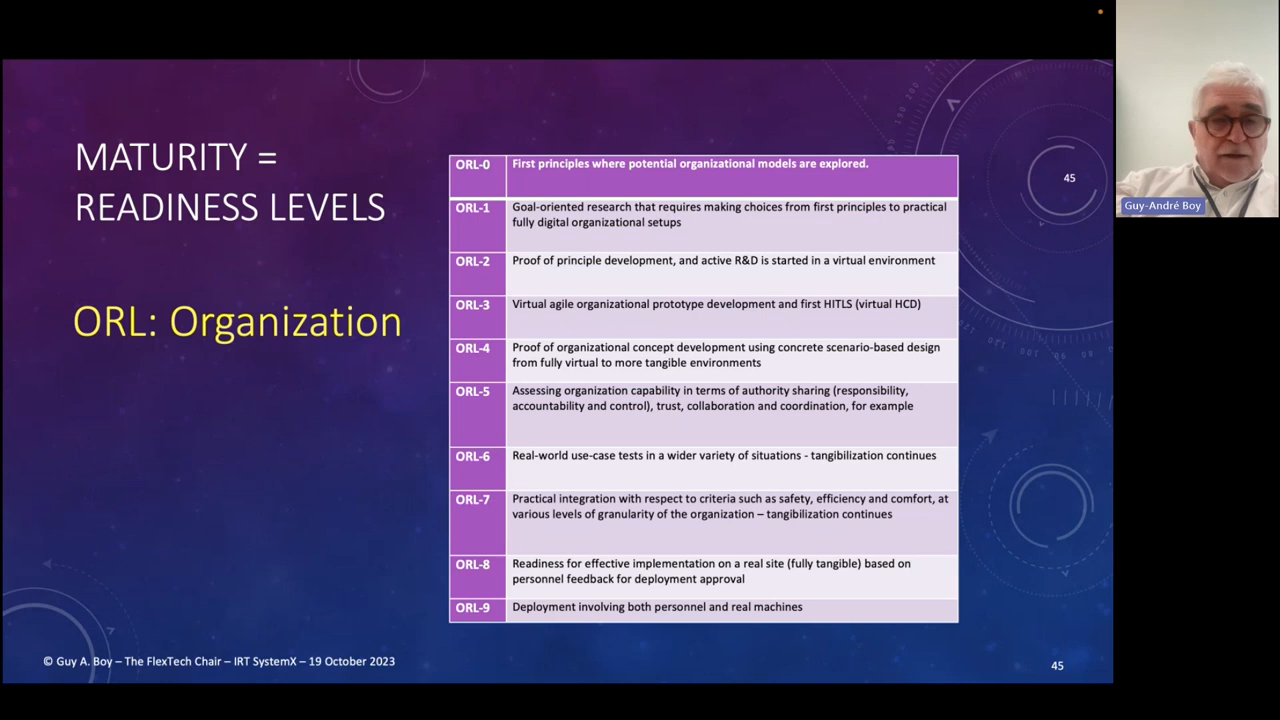 MATURITY =
READINESS LEVELS
ORL: Organization
ORL-0 First principles where potential organizational models are explored.
ORL-1 Goal-oriented research that requires making choices from first principles to practical
fully digital organizational setups
ORL-2 Proof of principle development, and active R&D is started in a virtual environment
ORL-3 Virtual agile organizational prototype development and first HITLS (virtual HCD)
ORL-4 Proof of organizational concept development using concrete scenario-based design
from fully virtual to more tangible environments
ORL-5 Assessing organization capability in terms of authority sharing (responsibility,
accountability and control), trust, collaboration and coordination, for example
ORL-6 Real-world use-case tests in a wider variety of situations - tangibilization continues
ORL-7 Practical integration with respect to criteria such as safety, efficiency and comfort, at
various levels of granularity of the organization – tangibilization continues
ORL-8 Readiness for effective implementation on a real site (fully tangible) based on
personnel feedback for deployment approval
ORL-9 Deployment involving both personnel and real machines
45
Guy-André Boy
© Guy A. Boy – The FlexTech Chair – IRT SystemX – 19 October 2023
45